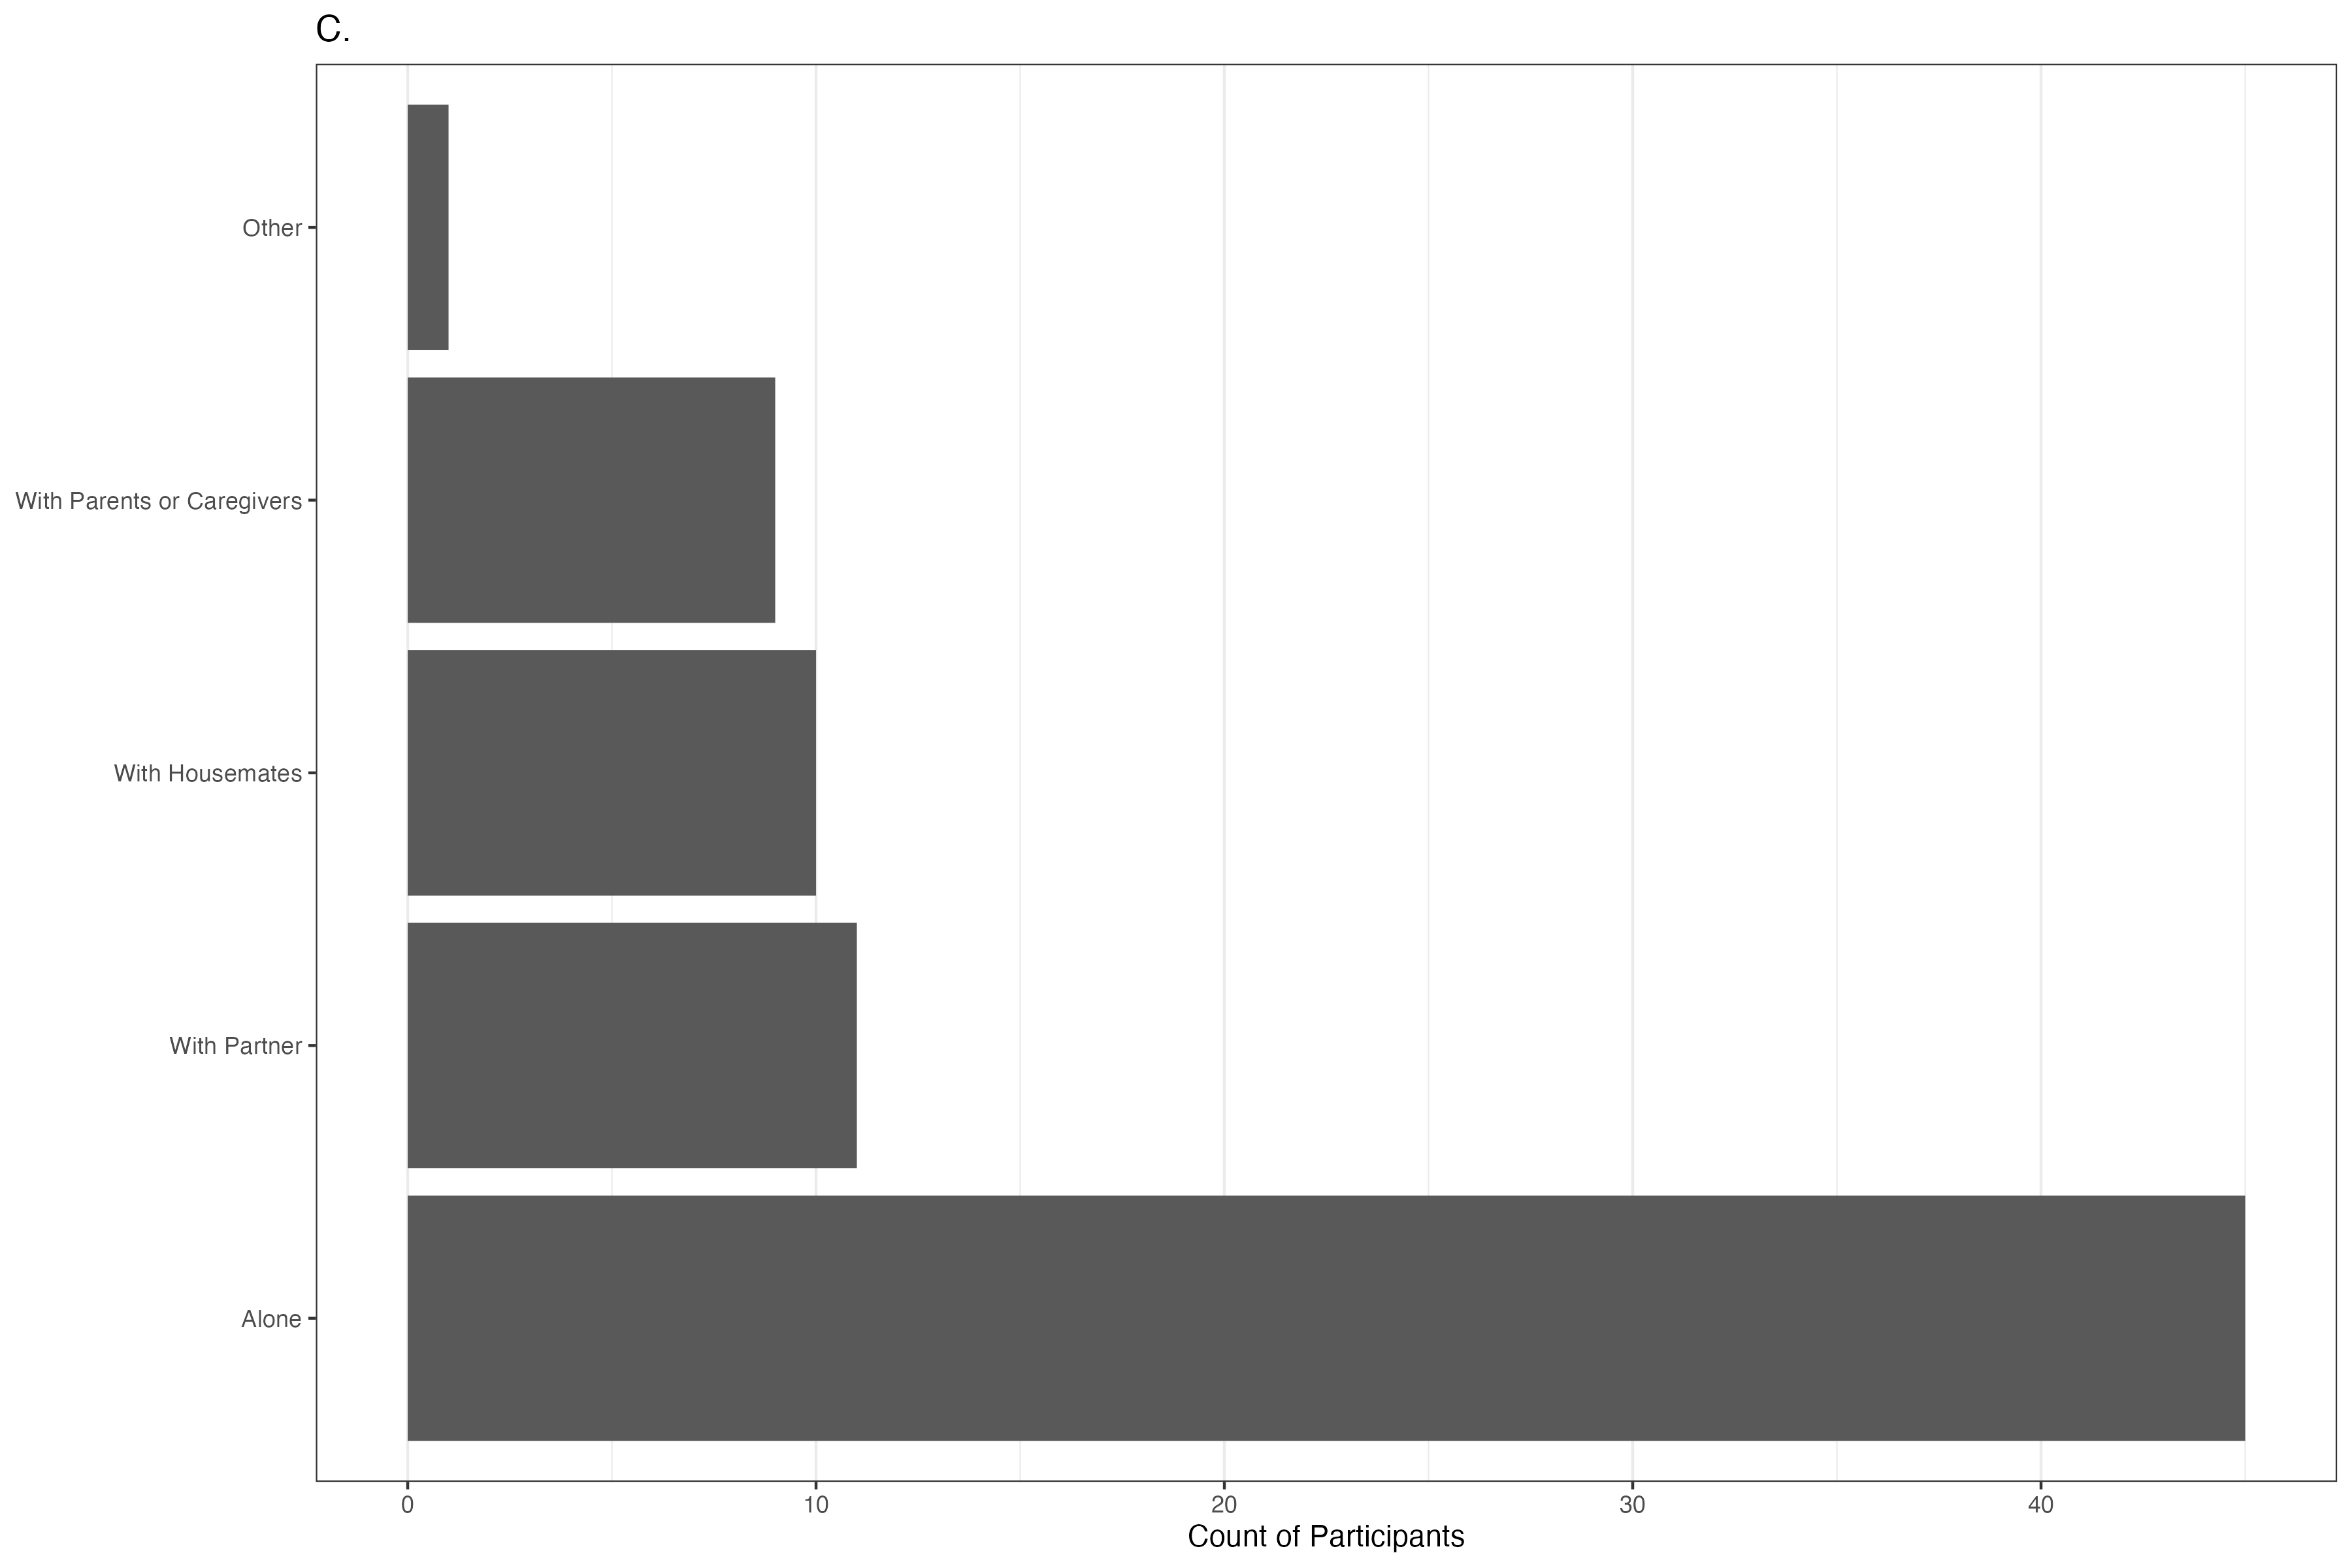 C.
Other
With Parents or Caregivers
With Housemates
With Partner
Alone
0 10 20 30 40
Count of Participants